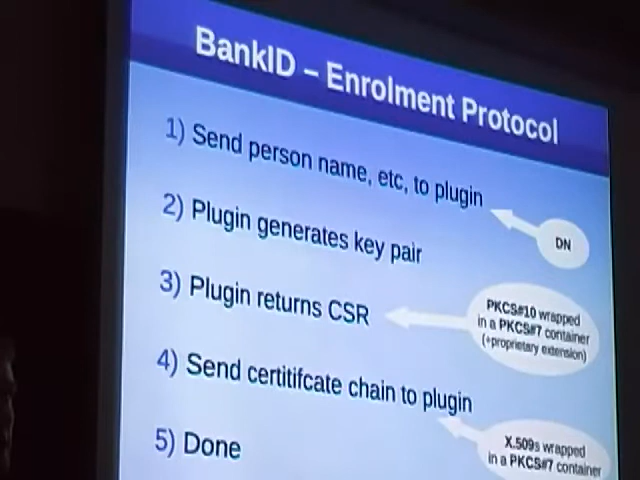 BankID – Enrolment Protocol
1) Send person name, etc, to plugin
DN
2) Plugin generates key pair
3) Plugin returns CSR
PKCS#10 wrapped
in a PKCS#7 container
(+proprietary extension)
4) Send certitifcate chain to plugin
X.509s wrapped
in a PKCS#7 container
5) Done